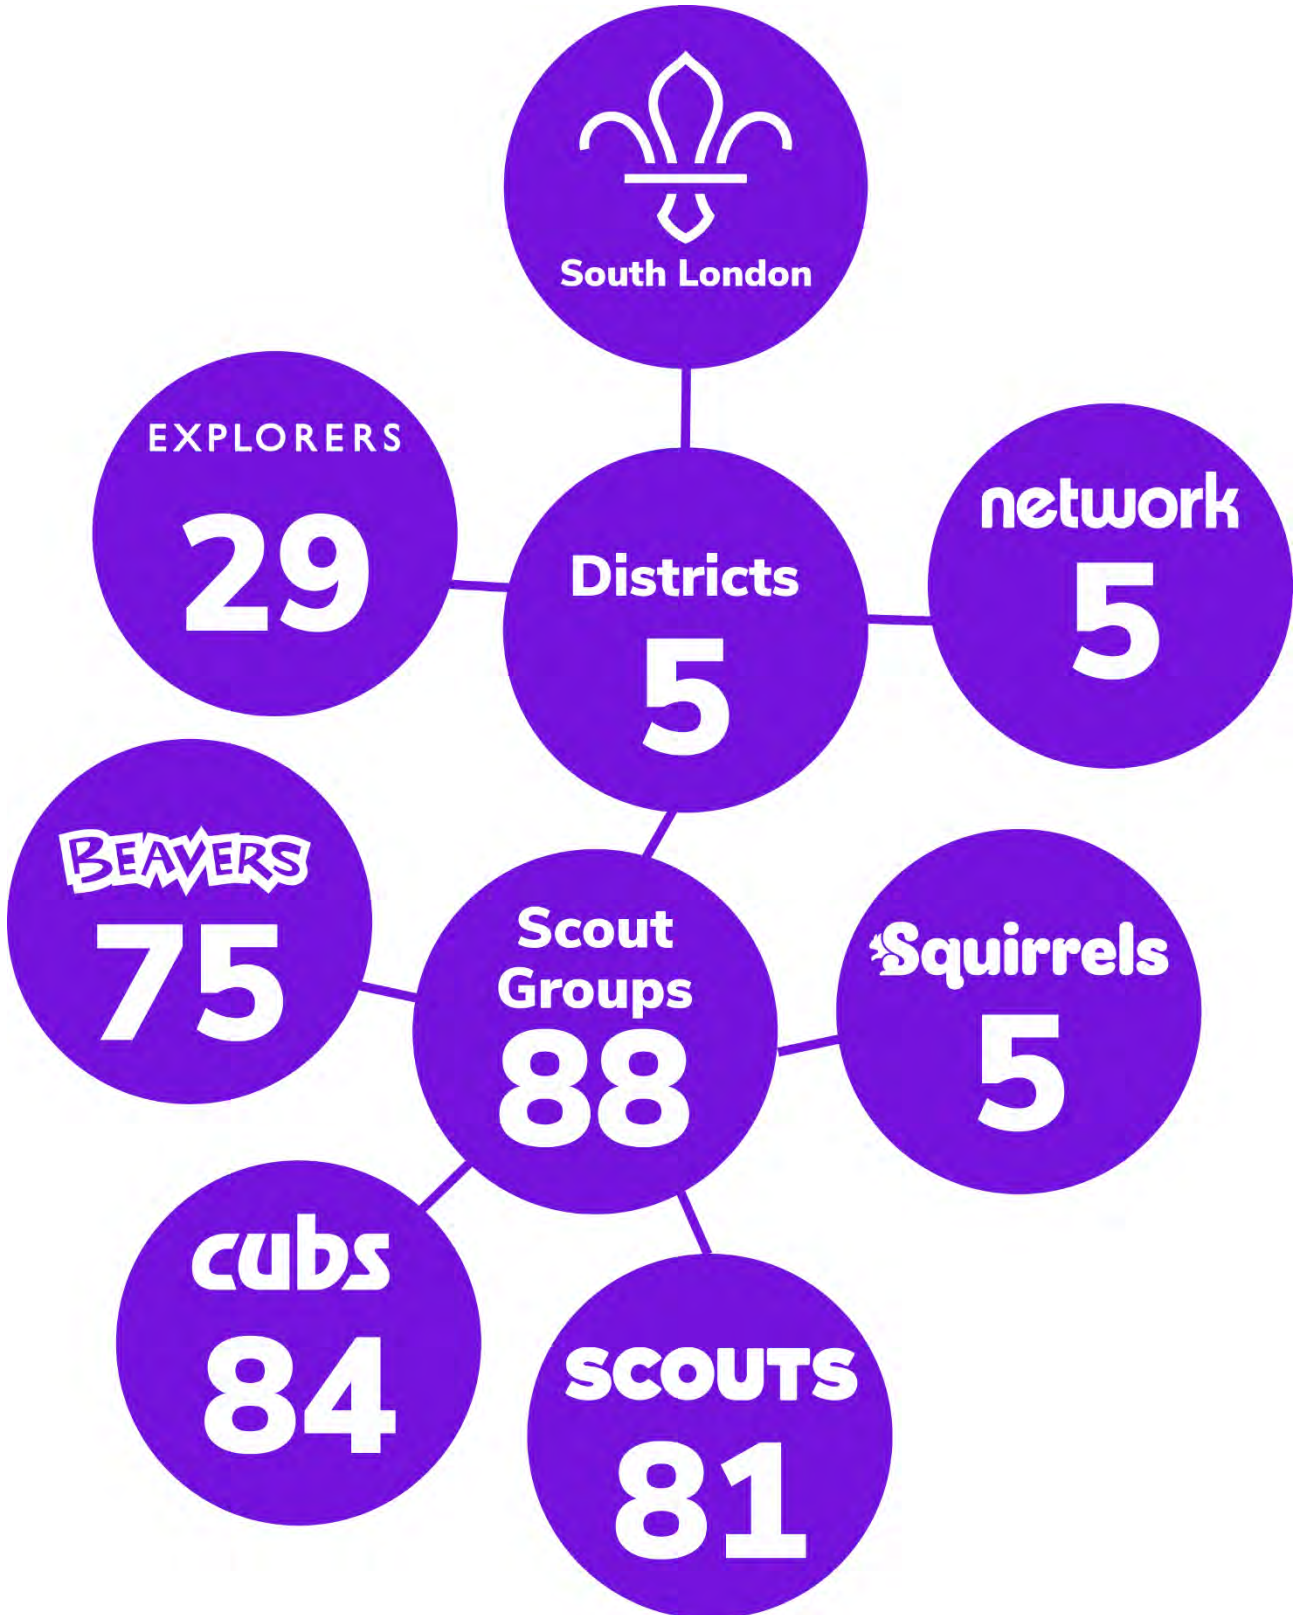 South London
EXPLORERS
29
network
5
Districts
5
BEAVERS
75
Scout
Groups
88
Squirrels
5
cubs
84
SCOUTS
81